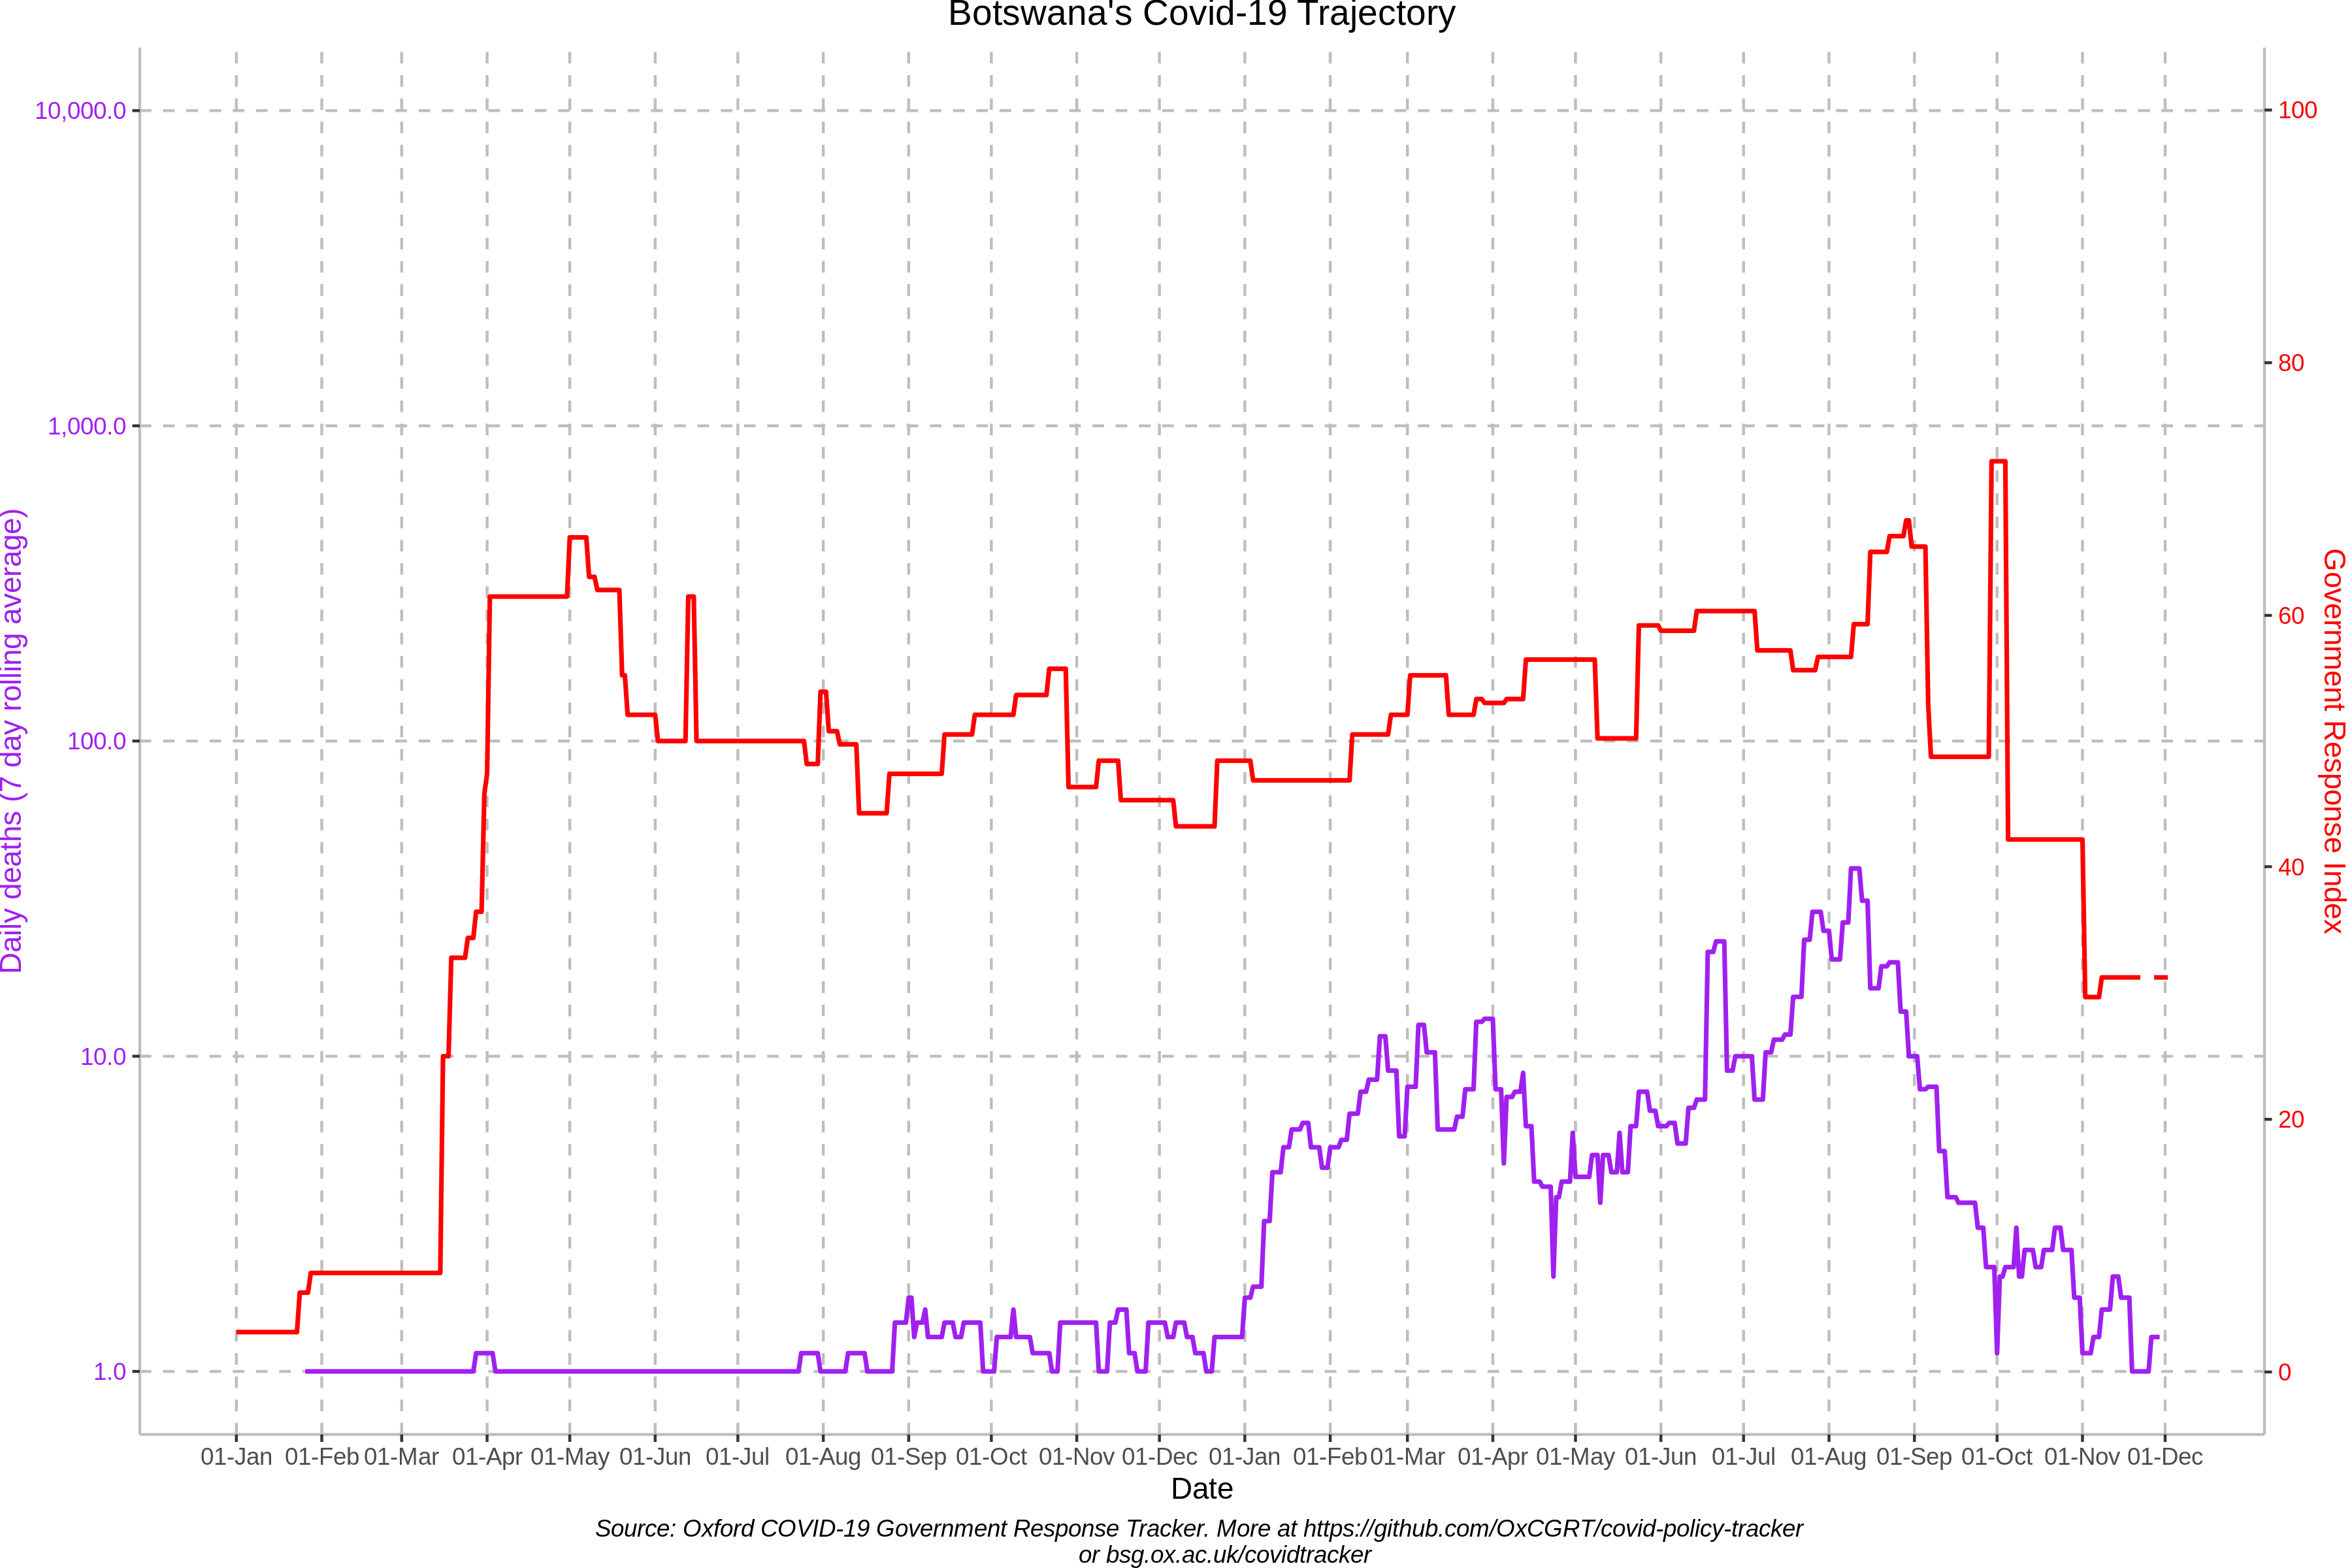 Botswana's Covid-19 Trajectory
Daily deaths (7 day rolling average)
10,000.0
1,000.0
100.0
10.0
1.0
100
80
60
40
20
0
Government Response Index
01-Jan 01-Feb 01-Mar 01-Apr 01-May 01-Jun 01-Jul 01-Aug 01-Sep 01-Oct 01-Nov 01-Dec 01-Jan 01-Feb 01-Mar 01-Apr 01-May 01-Jun 01-Jul 01-Aug 01-Sep 01-Oct 01-Nov 01-Dec
Date
Source: Oxford COVID-19 Government Response Tracker. More at https://github.com/OxCGRT/covid-policy-tracker
or bsg.ox.ac.uk/covidtracker